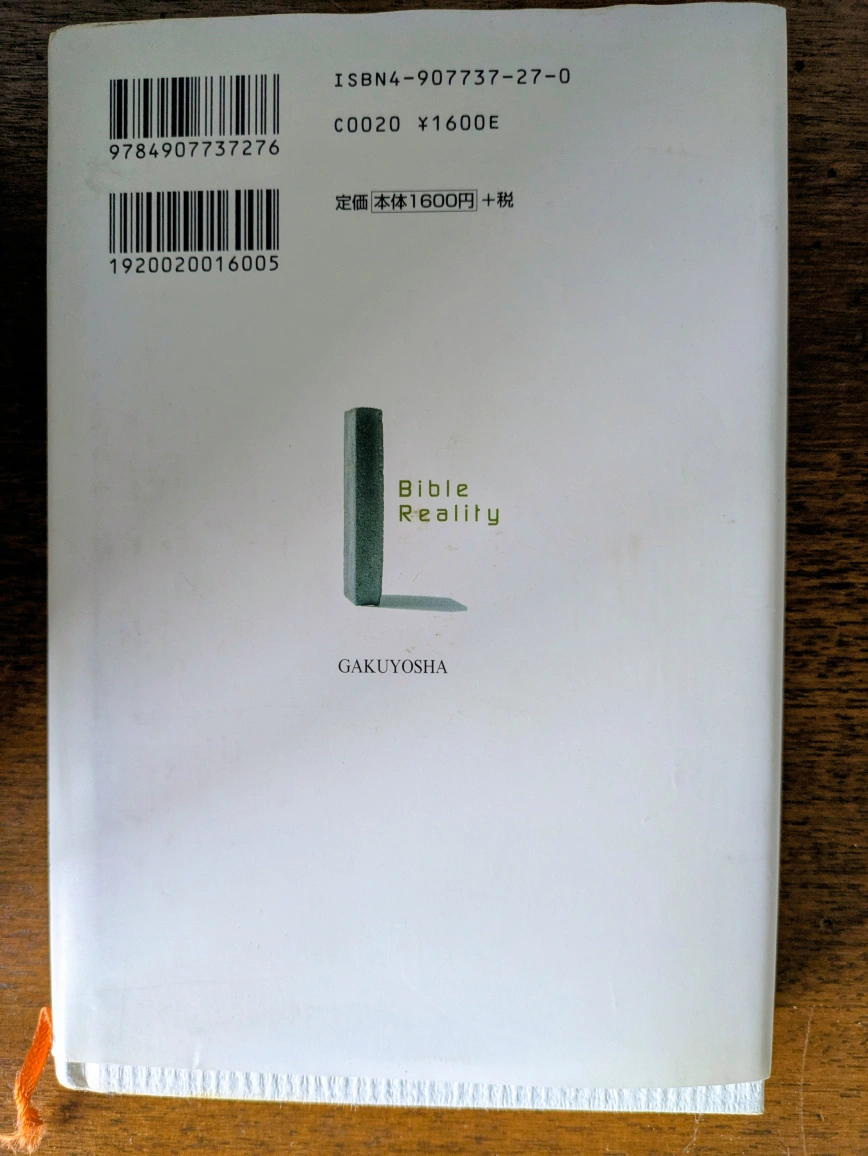 ISBN4-907737-27-0
C0020 ¥1600E
9784907737276
定価 本体1600円 +税
1920020016005
Bible
Reality
GAKUYOSHA